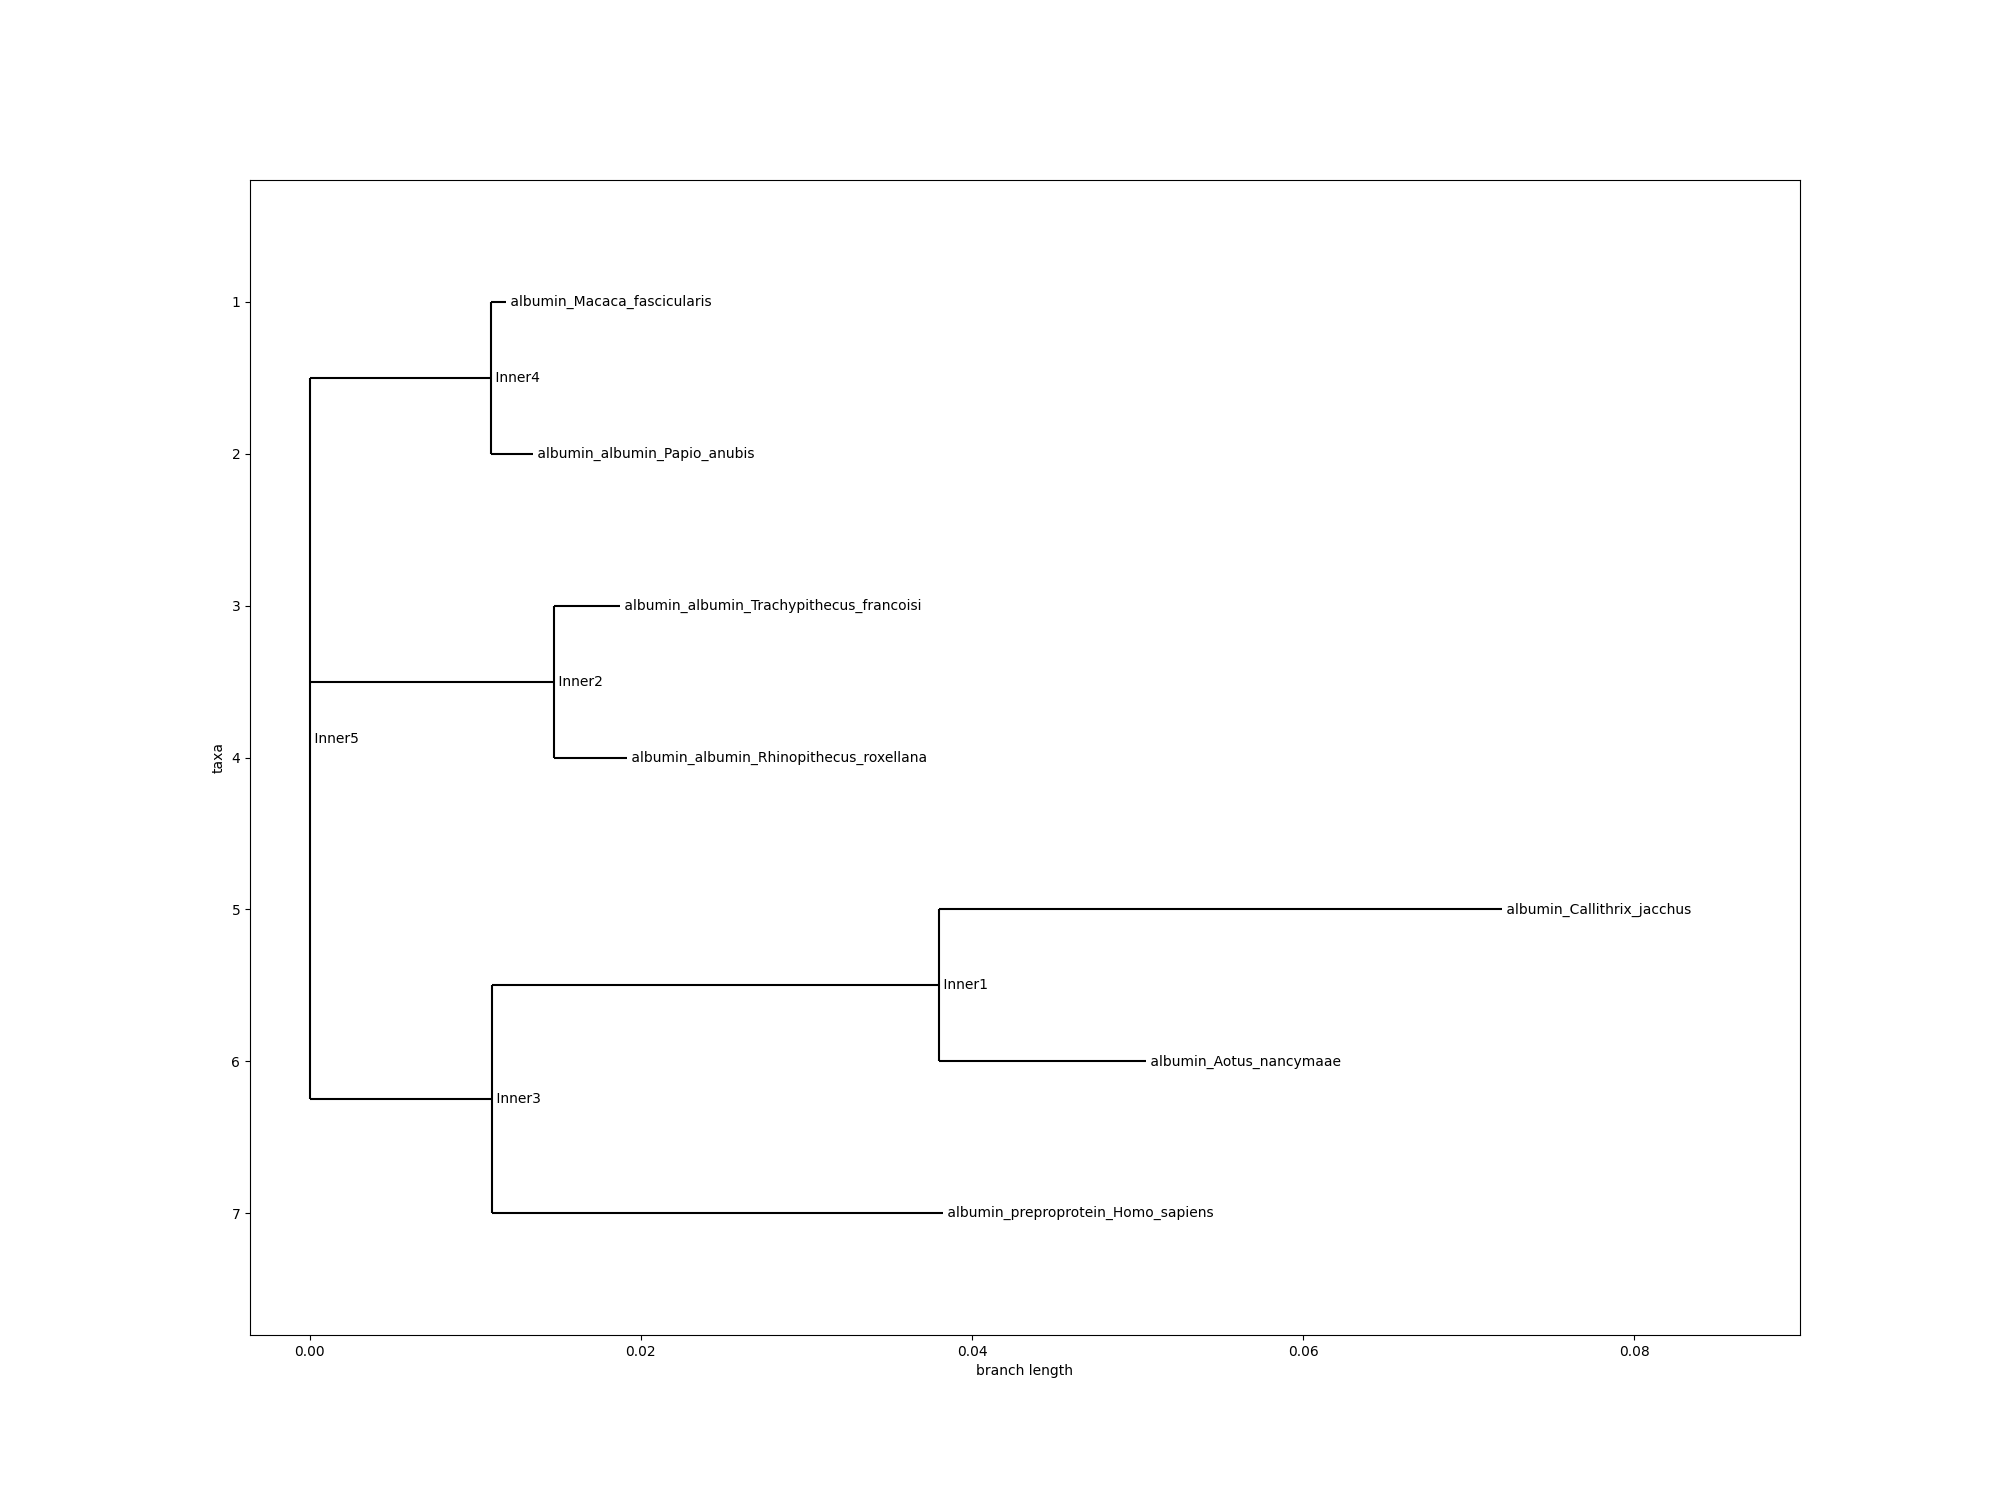 1
albumin_Macaca_fascicularis
Inner4
2
albumin_albumin_Papio_anubis
3
albumin_albumin_Trachypithecus_francoisi
Inner2
Inner5
taxa
4
albumin_albumin_Rhinopithecus_roxellana
5
albumin_Callithrix_jacchus
Inner1
6
albumin_Aotus_nancymaae
Inner3
7
albumin_preproprotein_Homo_sapiens
0.00 0.02 0.04 0.06 0.08
branch length